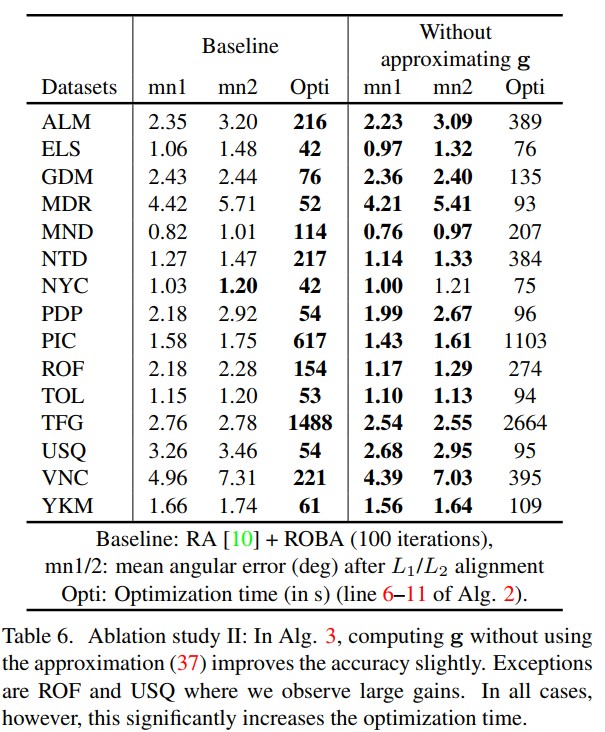 Baseline Without approximating g
Datasets mn1 mn2 Opti mn1 mn2 Opti
ALM 2.35 3.20 216 2.23 3.09 389
ELS 1.06 1.48 42 0.97 1.32 76
GDM 2.43 2.44 76 2.36 2.40 135
MDR 4.42 5.71 52 4.21 5.41 93
MND 0.82 1.01 114 0.76 0.97 207
NTD 1.27 1.47 217 1.14 1.33 384
NYC 1.03 1.20 42 1.00 1.21 75
PDP 2.18 2.92 54 1.99 2.67 96
PIC 1.58 1.75 617 1.43 1.61 1103
ROF 2.18 2.28 154 1.17 1.29 274
TOL 1.15 1.20 53 1.10 1.13 94
TFG 2.76 2.78 1488 2.54 2.55 2664
USQ 3.26 3.46 54 2.68 2.95 95
VNC 4.96 7.31 221 4.39 7.03 395
YKM 1.66 1.74 61 1.56 1.64 109
Baseline: RA [10] + ROBA (100 iterations),
mn1/2: mean angular error (deg) after L1/L2 alignment
Opti: Optimization time (in s) (line 6–11 of Alg. 2).
Table 6. Ablation study II: In Alg. 3, computing g without using
the approximation (37) improves the accuracy slightly. Exceptions
are ROF and USQ where we observe large gains. In all cases,
however, this significantly increases the optimization time.